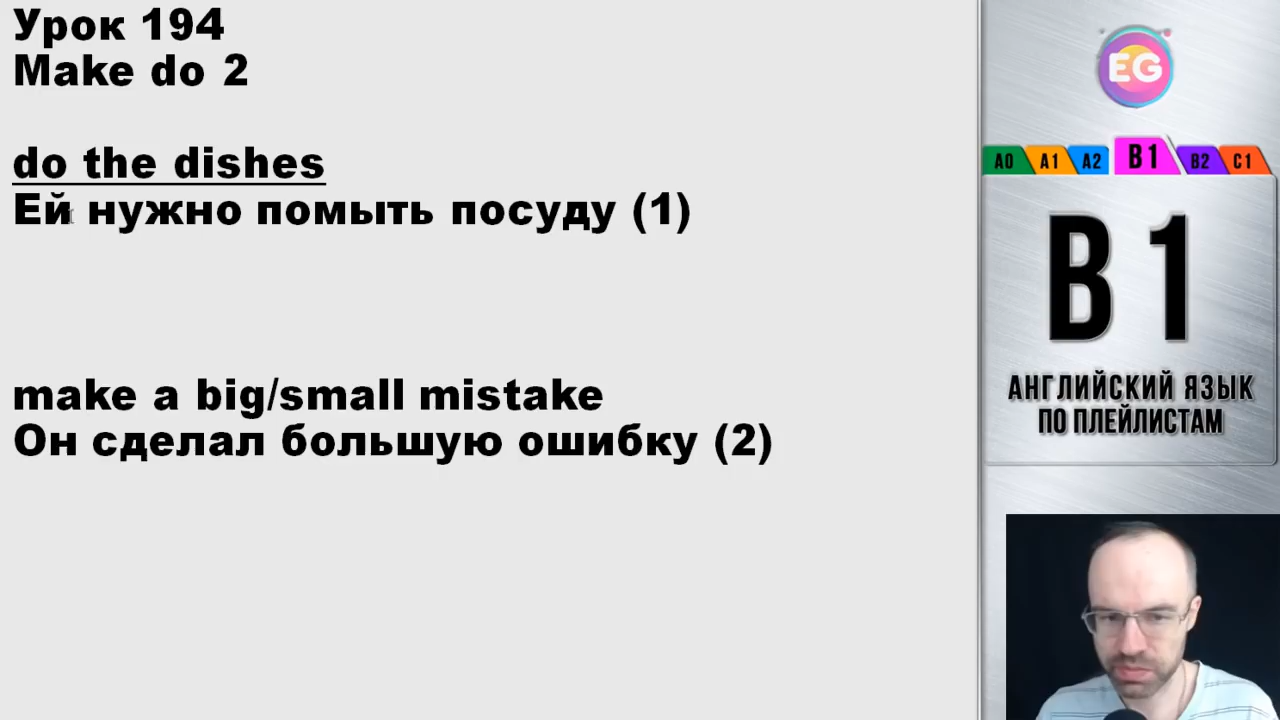 Урок 194
Make do 2
do the dishes
Ей нужно помыть посуду (1)
make a big/small mistake
Он сделал большую ошибку (2)
EG
A0 A1 A2 B1 B2 C1
B1
АНГЛИЙСКИЙ ЯЗЫК
ПО ПЛЕЙЛИСТАМ